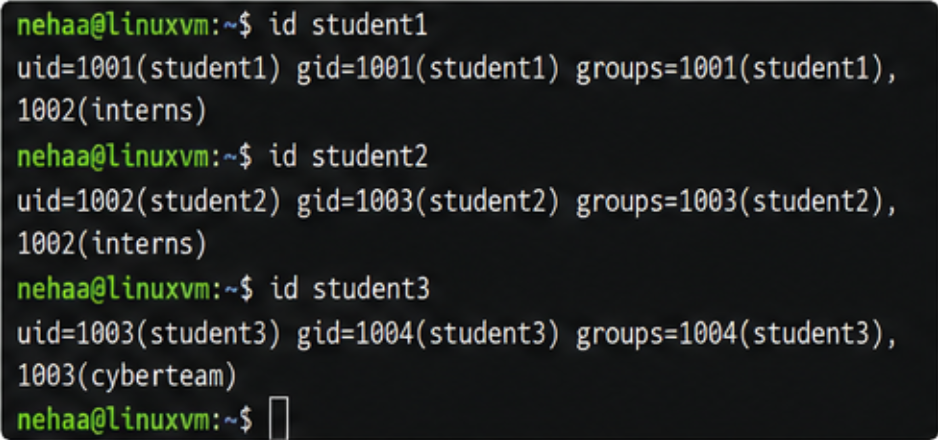 nehaa@linuxvm:~$ id student1
uid=1001(student1) gid=1001(student1) groups=1001(student1),
1002(interns)
nehaa@linuxvm:~$ id student2
uid=1002(student2) gid=1003(student2) groups=1003(student2),
1002(interns)
nehaa@linuxvm:~$ id student3
uid=1003(student3) gid=1004(student3) groups=1004(student3),
1003(cyberteam)
nehaa@linuxvm:~$